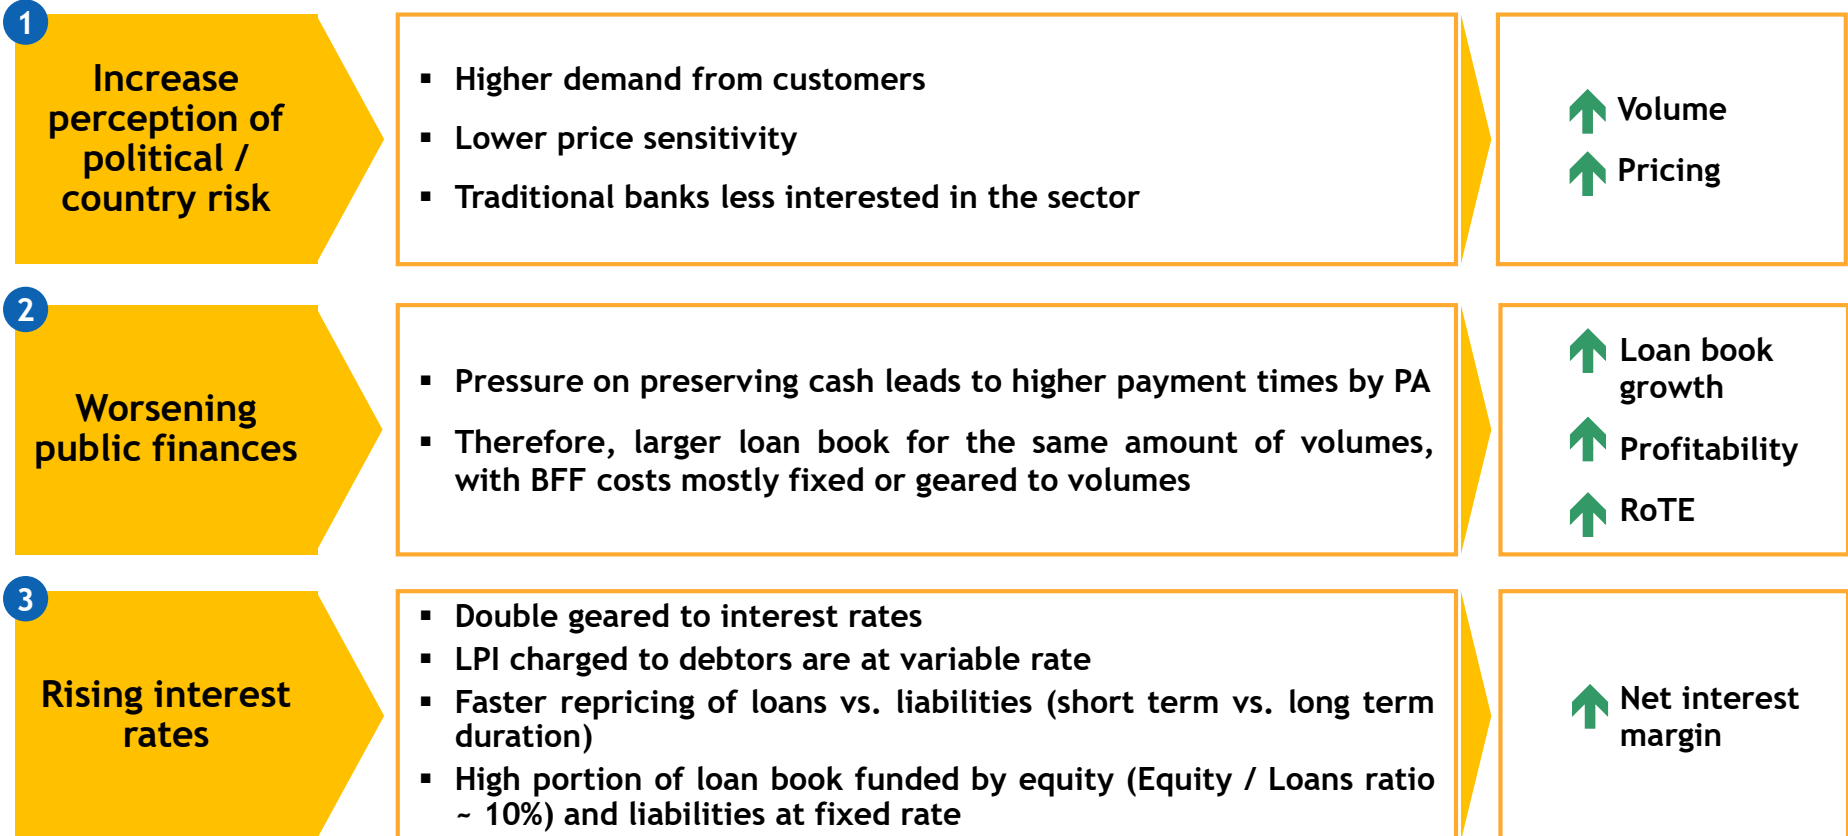 1
Increase
perception of
political /
country risk
▪ Higher demand from customers
▪ Lower price sensitivity
▪ Traditional banks less interested in the sector
Volume
Pricing
2
Worsening
public finances
▪ Pressure on preserving cash leads to higher payment times by PA
▪ Therefore, larger loan book for the same amount of volumes,
with BFF costs mostly fixed or geared to volumes
Loan book
growth
Profitability
RoTE
3
Rising interest
rates
▪ Double geared to interest rates
▪ LPI charged to debtors are at variable rate
▪ Faster repricing of loans vs. liabilities (short term vs. long term
duration)
▪ High portion of loan book funded by equity (Equity / Loans ratio
~ 10%) and liabilities at fixed rate
Net interest
margin